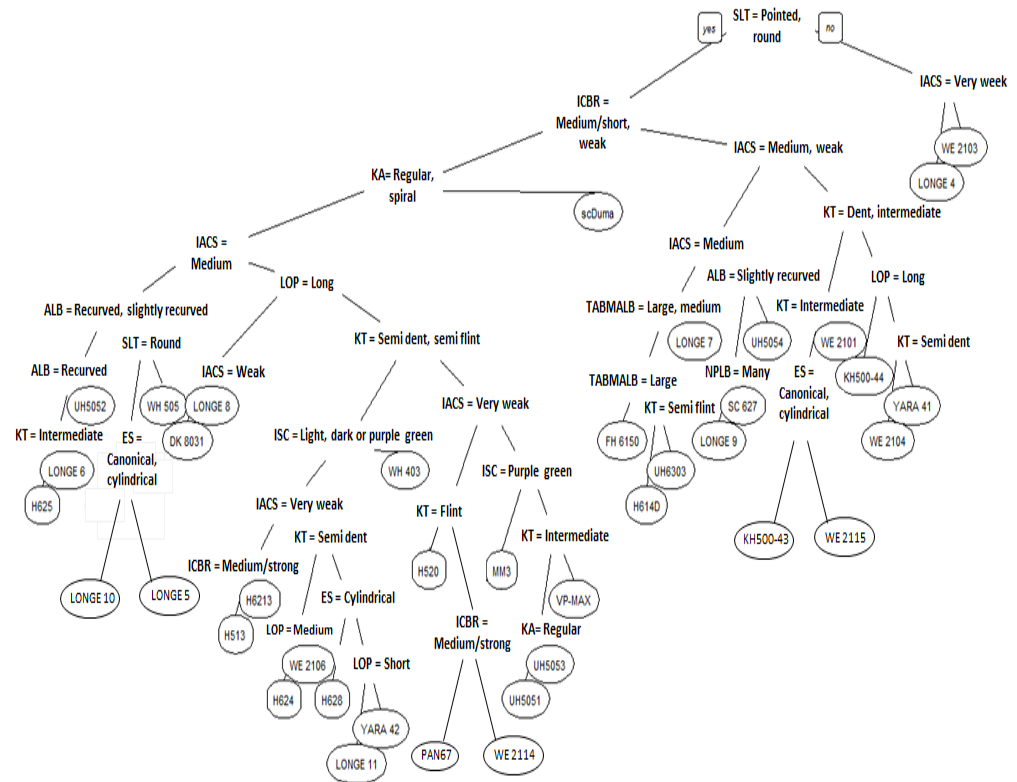 SLT = Pointed,
round
yes
no
IACS = Very week
ICBR =
Medium/short,
weak
IACS = Medium, weak
WE 2103
LONGE 4
KA= Regular,
spiral
scDuma
KT = Dent, intermediate
IACS =
Medium
LOP = Long
IACS = Medium
ALB = Slightly recurved
LOP = Long
ALB = Recurved, slightly recurved
TABMALB = Large, medium
KT = Intermediate
SLT = Round
KT = Semi dent, semi flint
LONGE 7
UH5054
WE 2101
KT = Semi dent
ALB = Recurved
IACS = Weak
TABMALB = Large
NPLB = Many
ES =
Canonical,
cylindrical
KH500-44
UH5052
WH 505
LONGE 8
IACS = Very weak
KT = Semi flint
SC 627
YARA 41
KT = Intermediate
ES =
Canonical,
cylindrical
DK 8031
ISC = Light, dark or purple green
FH 6150
LONGE 9
WE 2104
LONGE 6
WH 403
ISC = Purple green
UH6303
H625
IACS = Very weak
KT = Flint
H614D
KT = Semi dent
KT = Intermediate
KH500-43
WE 2115
ICBR = Medium/strong
H520
MM3
LONGE 10
LONGE 5
H6213
ES = Cylindrical
VP-MAX
H513
LOP = Medium
ICBR =
Medium/strong
KA= Regular
WE 2106
LOP = Short
UH5053
H624
H628
UH5051
YARA 42
LONGE 11
PAN67
WE 2114